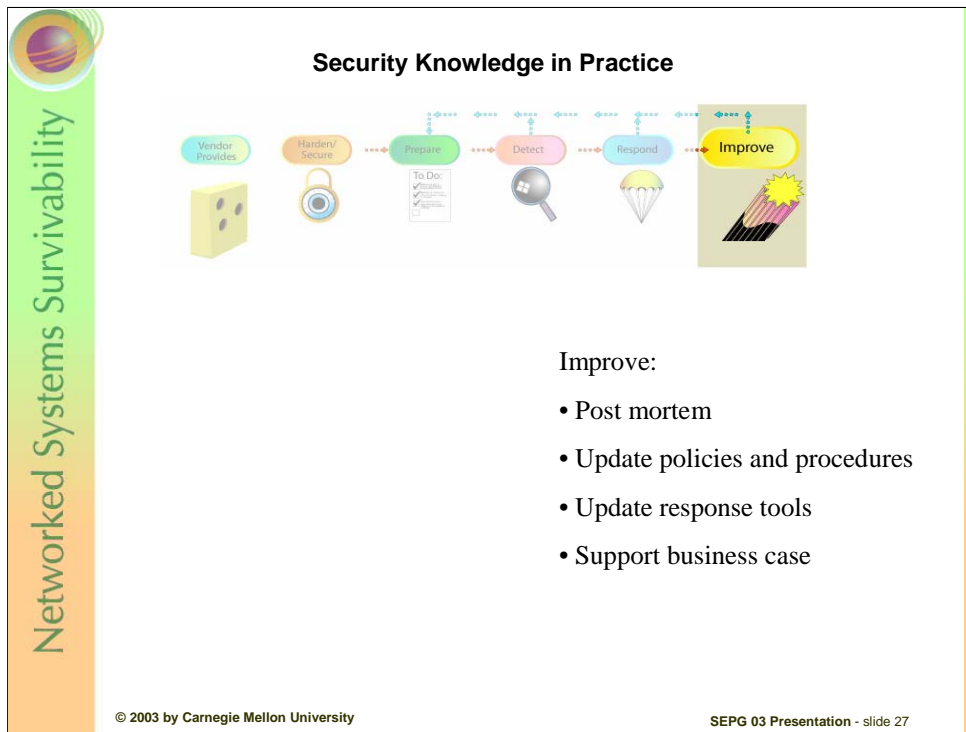 Security Knowledge in Practice
Vendor
Provides
Harden/
Secure
Prepare
Detect
Respond
Improve
To Do:
Networked Systems Survivability
Improve:
• Post mortem
• Update policies and procedures
• Update response tools
• Support business case
© 2003 by Carnegie Mellon University
SEPG 03 Presentation - slide 27